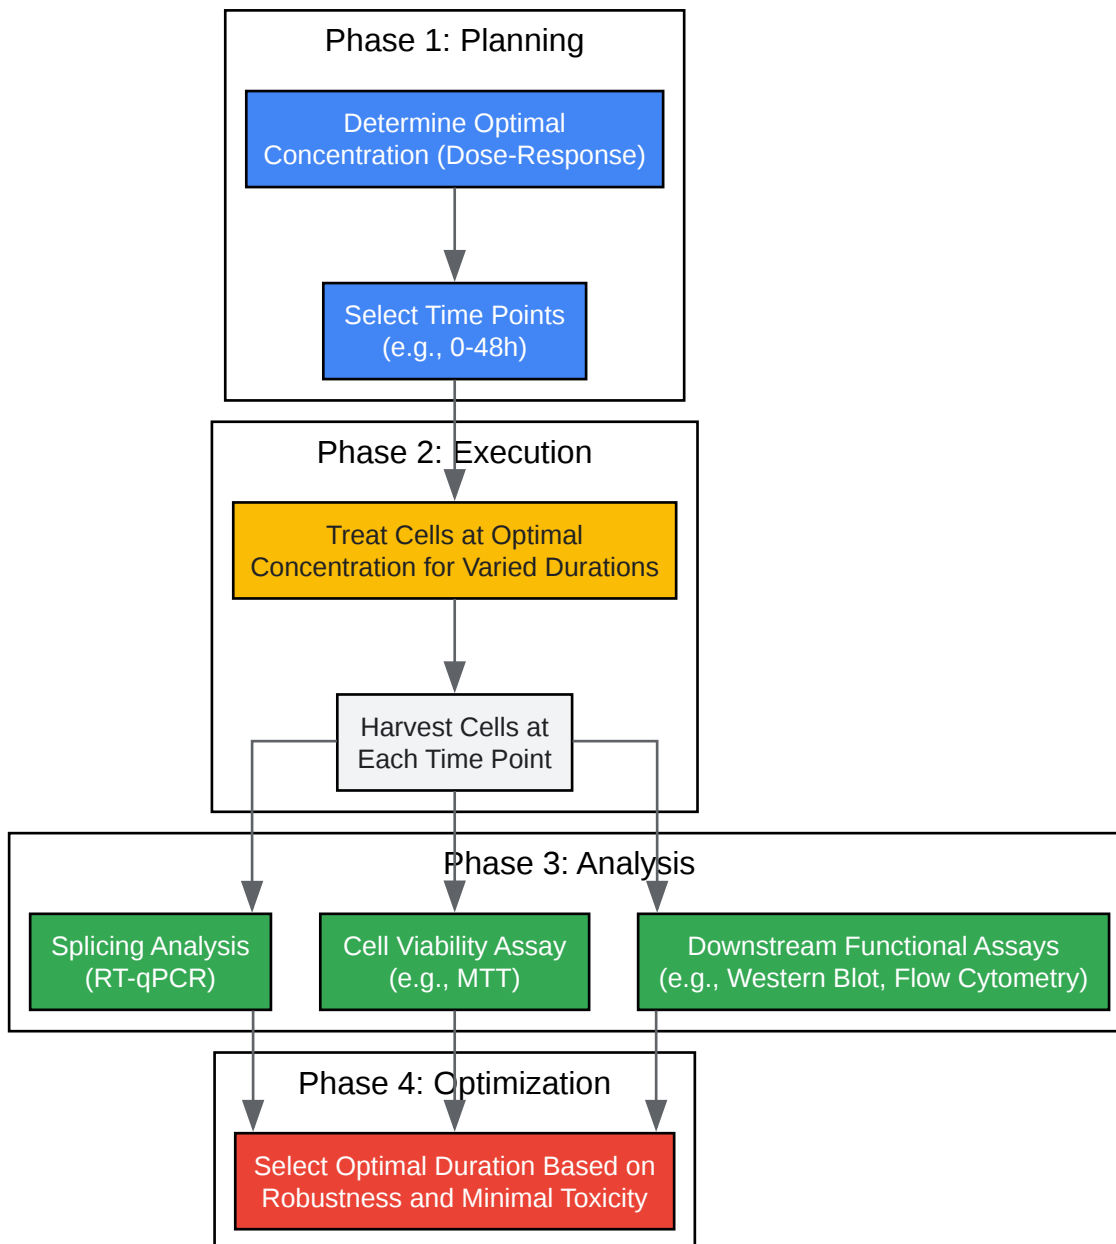 Phase 1: Planning
Determine Optimal
Concentration (Dose-Response)
Select Time Points
(e.g., 0-48h)
Phase 2: Execution
Treat Cells at Optimal
Concentration for Varied Durations
Harvest Cells at
Each Time Point
Phase 3: Analysis
Splicing Analysis
(RT-qPCR)
Cell Viability Assay
(e.g., MTT)
Downstream Functional Assays
(e.g., Western Blot, Flow Cytometry)
Phase 4: Optimization
Select Optimal Duration Based on
Robustness and Minimal Toxicity